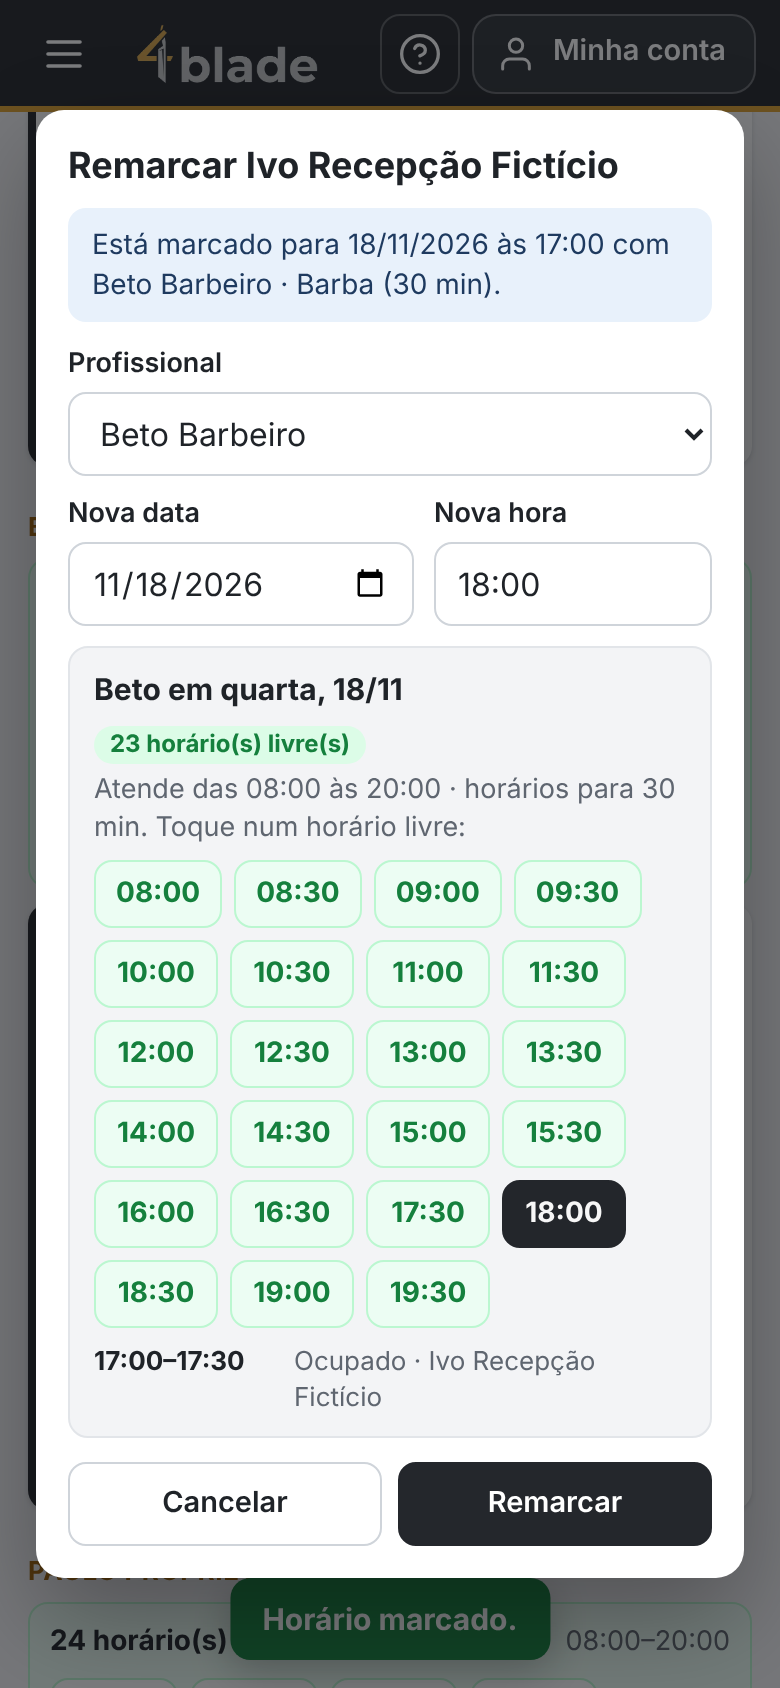 4blade
Minha conta
Remarcar Ivo Recepção Fictício
Está marcado para 18/11/2026 às 17:00 com
Beto Barbeiro · Barba (30 min).
Profissional
Beto Barbeiro
Nova data
Nova hora
11/18/2026
18:00
Beto em quarta, 18/11
23 horário(s) livre(s)
Atende das 08:00 às 20:00 · horários para 30
min. Toque num horário livre:
08:00 08:30 09:00 09:30
10:00 10:30 11:00 11:30
12:00 12:30 13:00 13:30
14:00 14:30 15:00 15:30
16:00 16:30 17:30 18:00
18:30 19:00 19:30
17:00–17:30 Ocupado · Ivo Recepção
Fictício
Cancelar
Remarcar
Horário marcado.
24 horário(s)
08:00–20:00